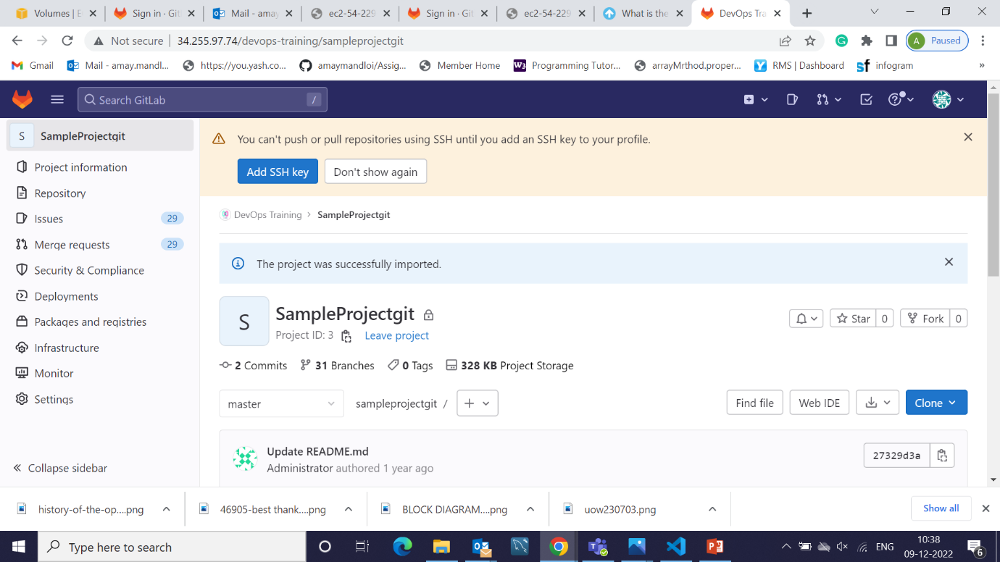 Volumes | E
Sign in · Git
Mail - amay
ec2-54-229
Sign in · Git
ec2-54-229
What is the
DevOps Tra
Not secure | 34.255.97.74/devops-training/sampleprojectgit
A Paused
Gmail
Mail - amay.mandl...
https://you.yash.co...
amaymandloi/Assig...
Member Home
W3 Programming Tutor...
arrayMrthod.proper...
RMS | Dashboard
sf infogram
»
Search GitLab /
S SampleProjectgit
Project information
Repository
Issues 29
Merge requests 29
Security & Compliance
Deployments
Packages and registries
Infrastructure
Monitor
Settings
« Collapse sidebar
You can't push or pull repositories using SSH until you add an SSH key to your profile.
Add SSH key Don't show again
DevOps Training > SampleProjectgit
The project was successfully imported.
S
SampleProjectgit
Project ID: 3 Leave project
Star 0 Fork 0
2 Commits 31 Branches 0 Tags 328 KB Project Storage
master sampleprojectgit / + Find file Web IDE Clone
Update README.md
Administrator authored 1 year ago
27329d3a
history-of-the-op....png
46905-best thank....png
BLOCK DIAGRAM....png
uow230703.png
Show all
Type here to search
ENG
10:38
09-12-2022
6